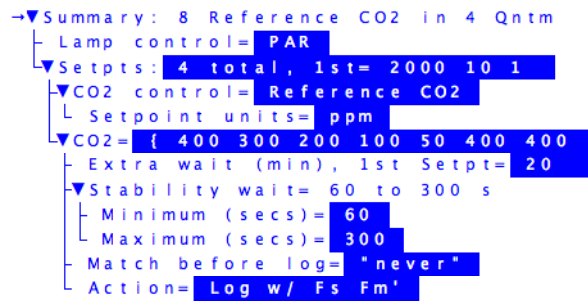 →▼Summary: 8 Reference CO2 in 4 Qntm
Lamp control= PAR
▼Setpts: 4 total, 1st= 2000 10 1
▼CO2 control= Reference CO2
Setpoint units= ppm
▼CO2= { 400 300 200 100 50 400 400
Extra wait (min), 1st Setpt= 20
▼Stability wait= 60 to 300 s
Minimum (secs)= 60
Maximum (secs)= 300
Match before log= "never"
Action= Log w/ Fs Fm'